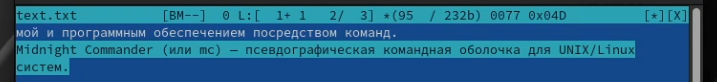 text.txt [BM--] 0 L:[ 1+ 1 2/ 3] *(95 / 232b) 0077 0x04D [*][X]
мой и программным обеспечением посредством команд.
Midnight Commander (или mc) — псевдографическая командная оболочка для UNIX/Linux
систем.